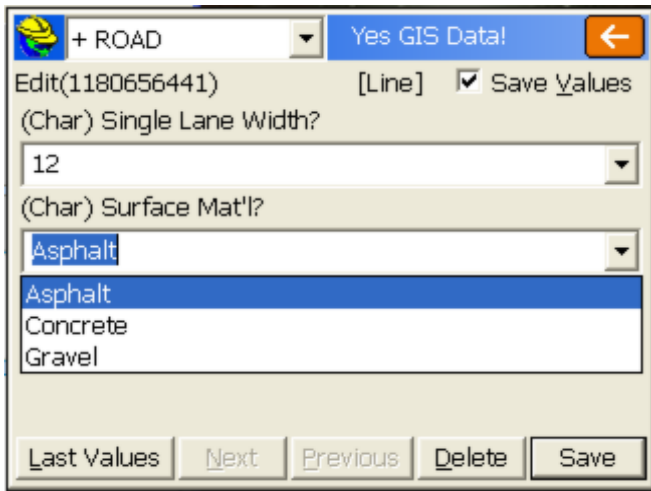 + ROAD Yes GIS Data!
Edit(1180656441) [Line] Save Values
(Char) Single Lane Width?
12
(Char) Surface Mat'l?
Asphalt
Asphalt
Concrete
Gravel
Last Values Next Previous Delete Save